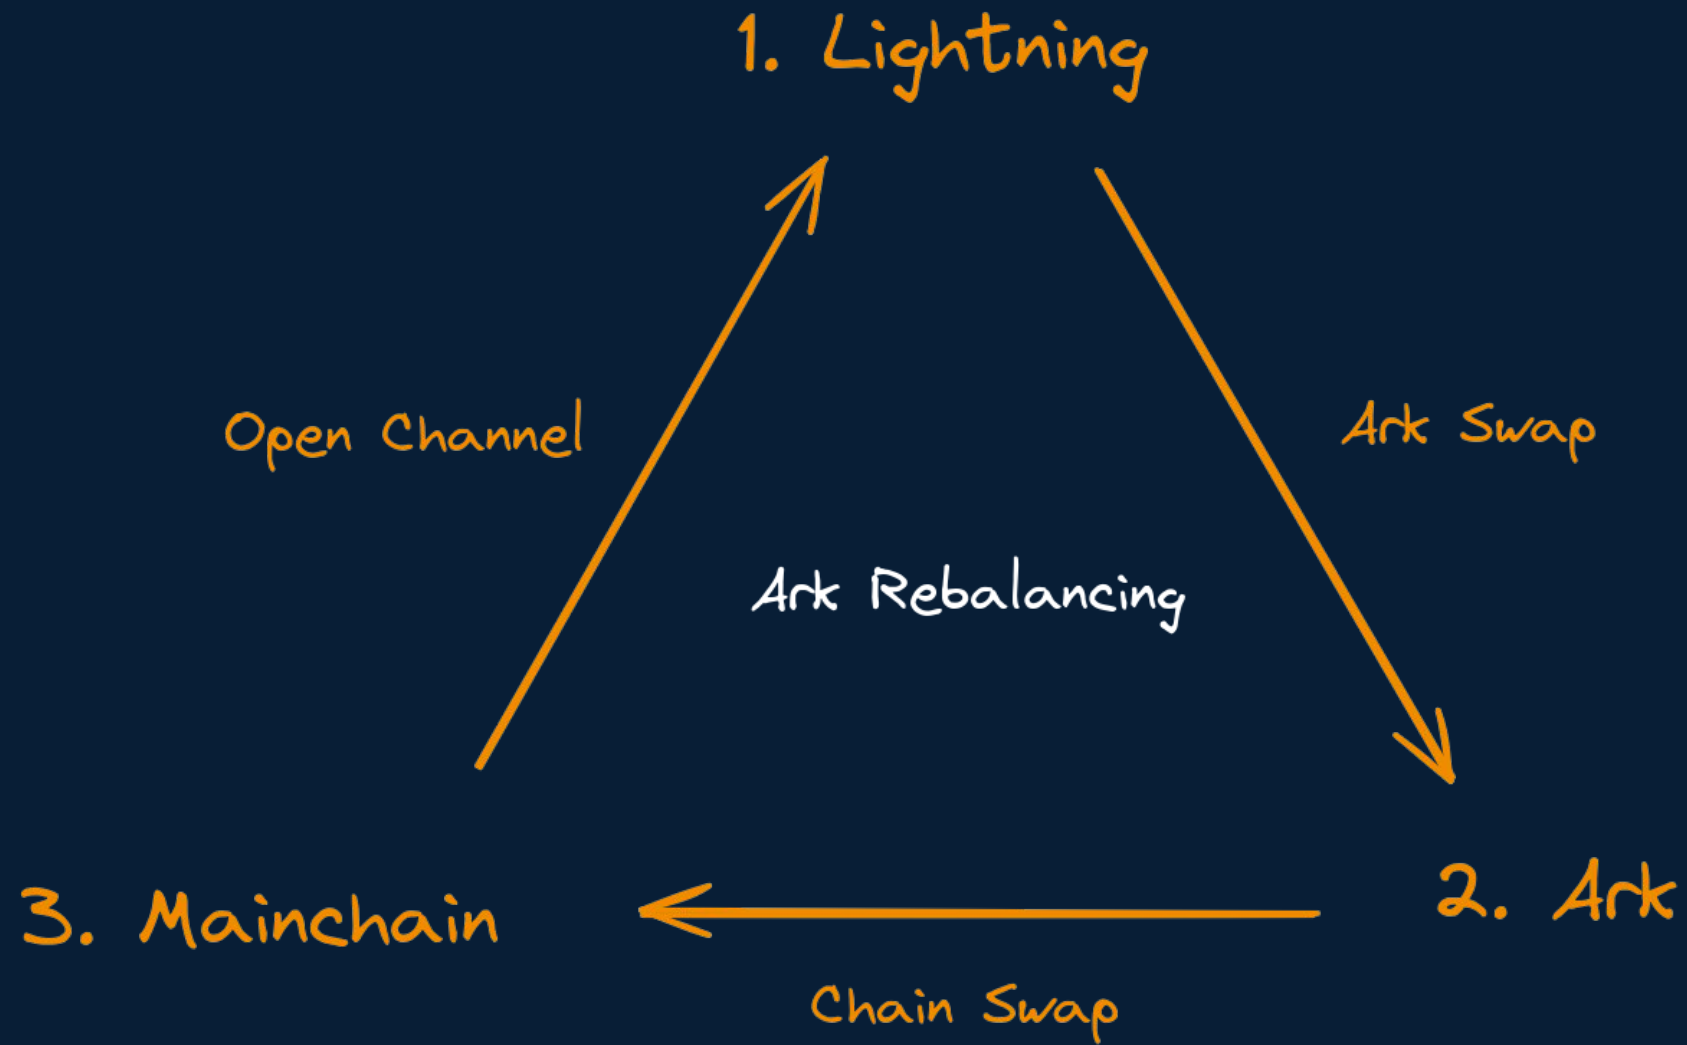 1. Lightning
Open Channel
Ark Swap
Ark Rebalancing
3. Mainchain
2. Ark
Chain Swap